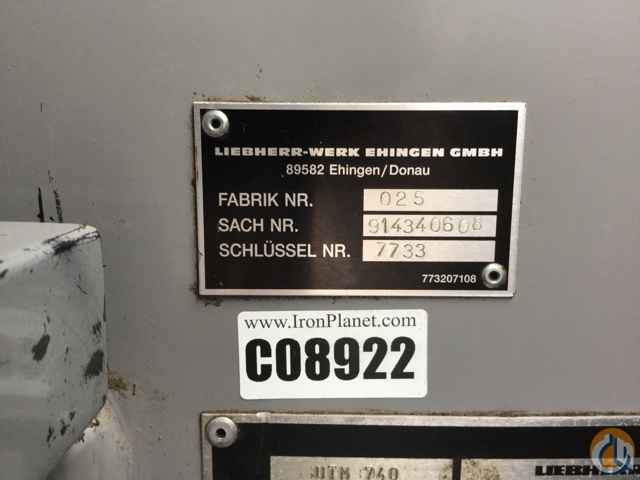 LIEBHERR-WERK EHINGEN GMBH
89582 Ehingen/Donau
FABRIK NR. 025
SACH NR. 914340608
SCHLÜSSEL NR. 7733
773207108
www.IronPlanet.com
C08922
740